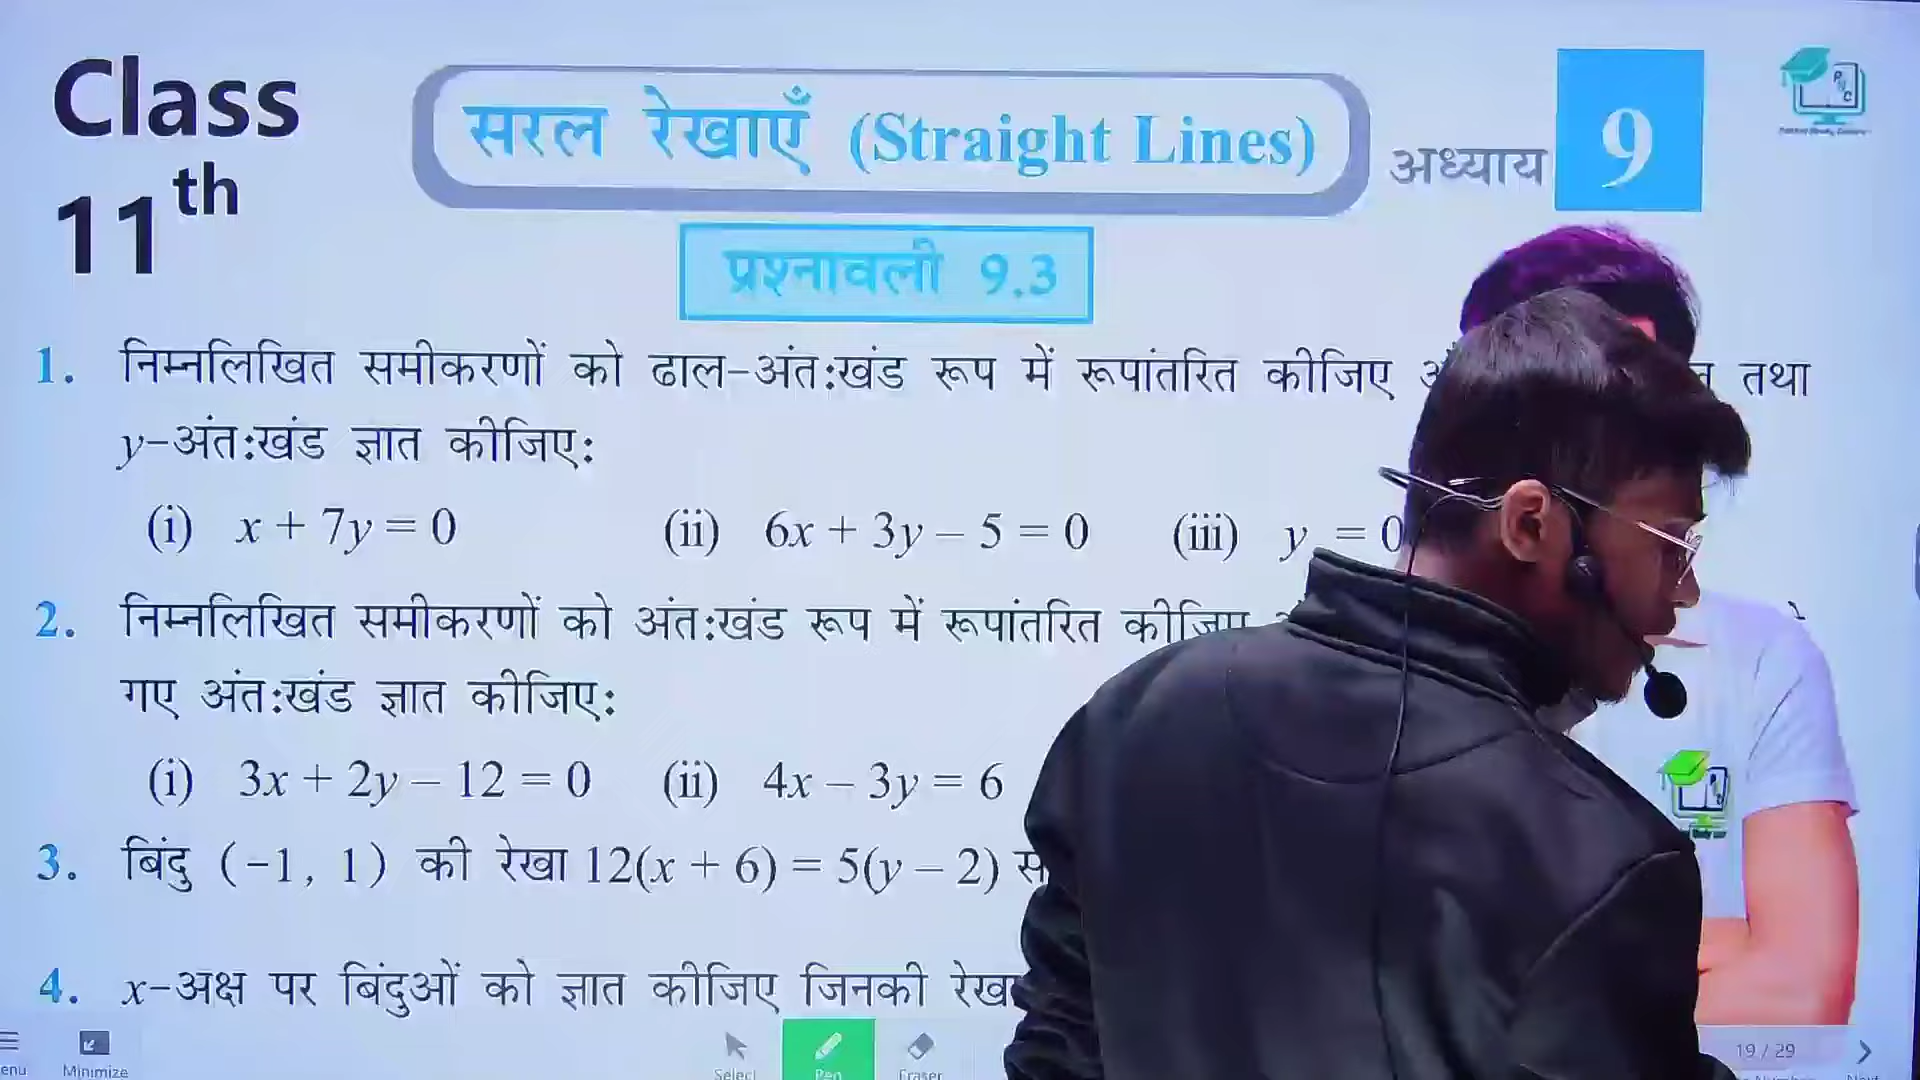 Class
11th
सरल रेखाएँ (Straight Lines)
अध्याय 9
प्रश्नावली 9.3
1. निम्नलिखित समीकरणों को ढाल-अंत:खंड रूप में रूपांतरित कीजिए तथा
y-अंत:खंड ज्ञात कीजिए:
(i) x + 7y = 0 (ii) 6x + 3y – 5 = 0 (iii) y = 0
2. निम्नलिखित समीकरणों को अंत:खंड रूप में रूपांतरित कीजिए
गए अंत:खंड ज्ञात कीजिए:
(i) 3x + 2y – 12 = 0 (ii) 4x – 3y = 6
3. बिंदु (-1, 1) की रेखा 12(x + 6) = 5(y – 2)
4. x-अक्ष पर बिंदुओं को ज्ञात कीजिए जिनकी
Minimize
Select
Pen
Eraser
19 / 29